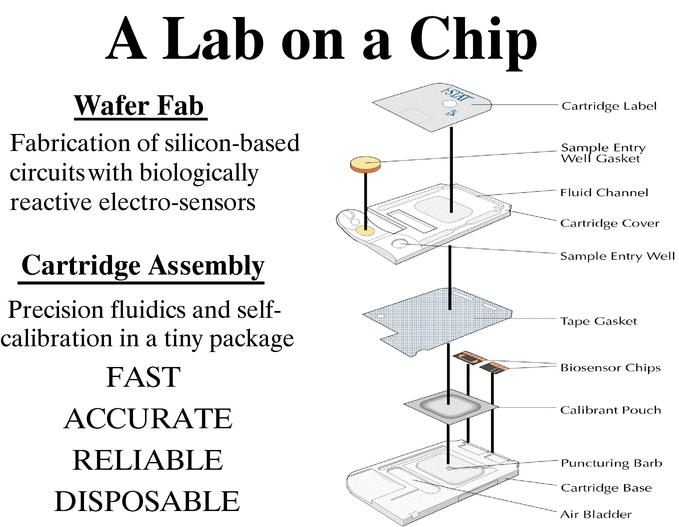 A Lab on a Chip
Wafer Fab
Fabrication of silicon-based
circuits with biologically
reactive electro-sensors
Cartridge Assembly
Precision fluidics and self-
calibration in a tiny package
FAST
ACCURATE
RELIABLE
DISPOSABLE
i-STAT
Cartridge Label
Sample Entry
Well Gasket
Fluid Channel
Cartridge Cover
Sample Entry Well
Tape Gasket
Biosensor Chips
Calibrant Pouch
Puncturing Barb
Cartridge Base
Air Bladder